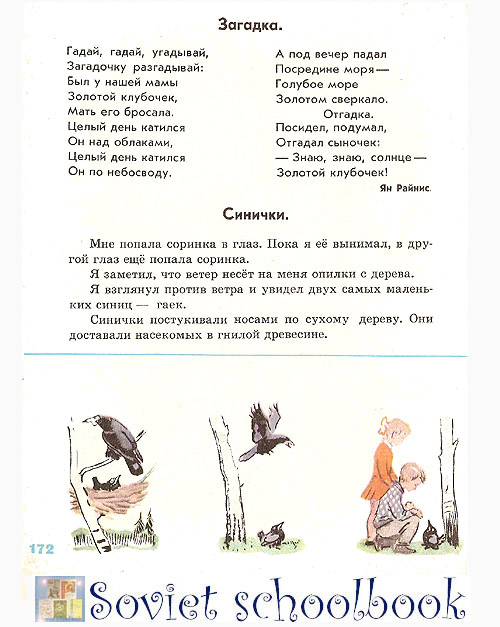 Загадка.
Гадай, гадай, угадывай,
Загадочку разгадывай:
Был у нашей мамы
Золотой клубочек,
Мать его бросала.
Целый день катился
Он над облаками,
Целый день катился
Он по небосводу.
А под вечер падал
Посредине моря —
Голубое море
Золотом сверкало.
Отгадка.
Посидел, подумал,
Отгадал сыночек:
— Знаю, знаю, солнце —
Золотой клубочек!
Ян Райнис.
Синички.
Мне попала соринка в глаз. Пока я её вынимал, в дру-
гой глаз ещё попала соринка.
Я заметил, что ветер несёт на меня опилки с дерева.
Я взглянул против ветра и увидел двух самых малень-
ких синиц — гаек.
Синички постукивали носами по сухому дереву. Они
доставали насекомых в гнилой древесине.
172
Soviet schoolbook